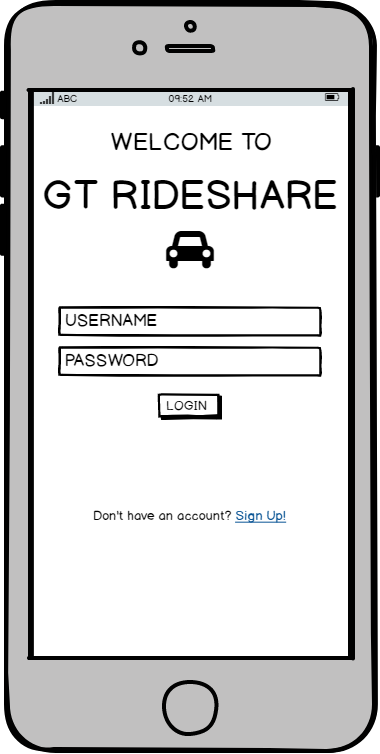 ABC 09:52 AM
WELCOME TO
GT RIDESHARE
USERNAME
PASSWORD
LOGIN
Don't have an account? Sign Up!